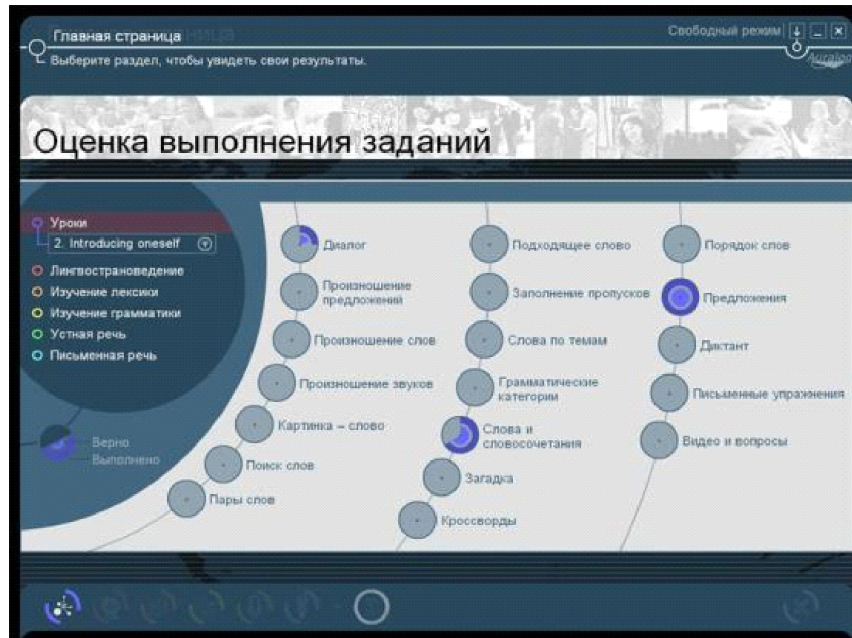 Главная страница
Свободный режим
Выберите раздел, чтобы увидеть свои результаты.
Auralog
Оценка выполнения заданий
Уроки
2. Introducing oneself
Лингвострановедение
Изучение лексики
Изучение грамматики
Устная речь
Письменная речь
Верно
Выполнено
Диалог
Произношение
предложений
Произношение слов
Произношение звуков
Картинка – слово
Поиск слов
Пары слов
Подходящее слово
Заполнение пропусков
Слова по темам
Грамматические
категории
Слова и
словосочетания
Загадка
Кроссворды
Порядок слов
Предложения
Диктант
Письменные упражнения
Видео и вопросы